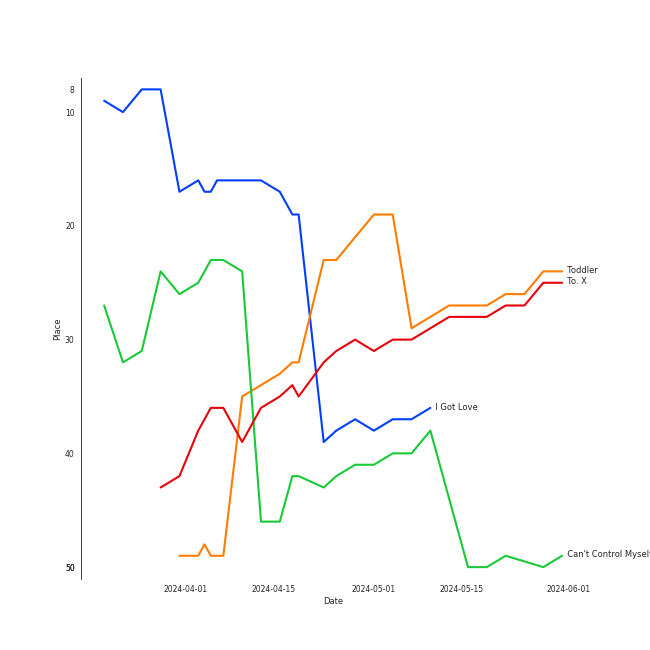 8
10
20
30
40
50
Place
Toddler
To. X
I Got Love
Can't Control Mysel
2024-04-01 2024-04-15 2024-05-01 2024-05-15 2024-06-01
Date